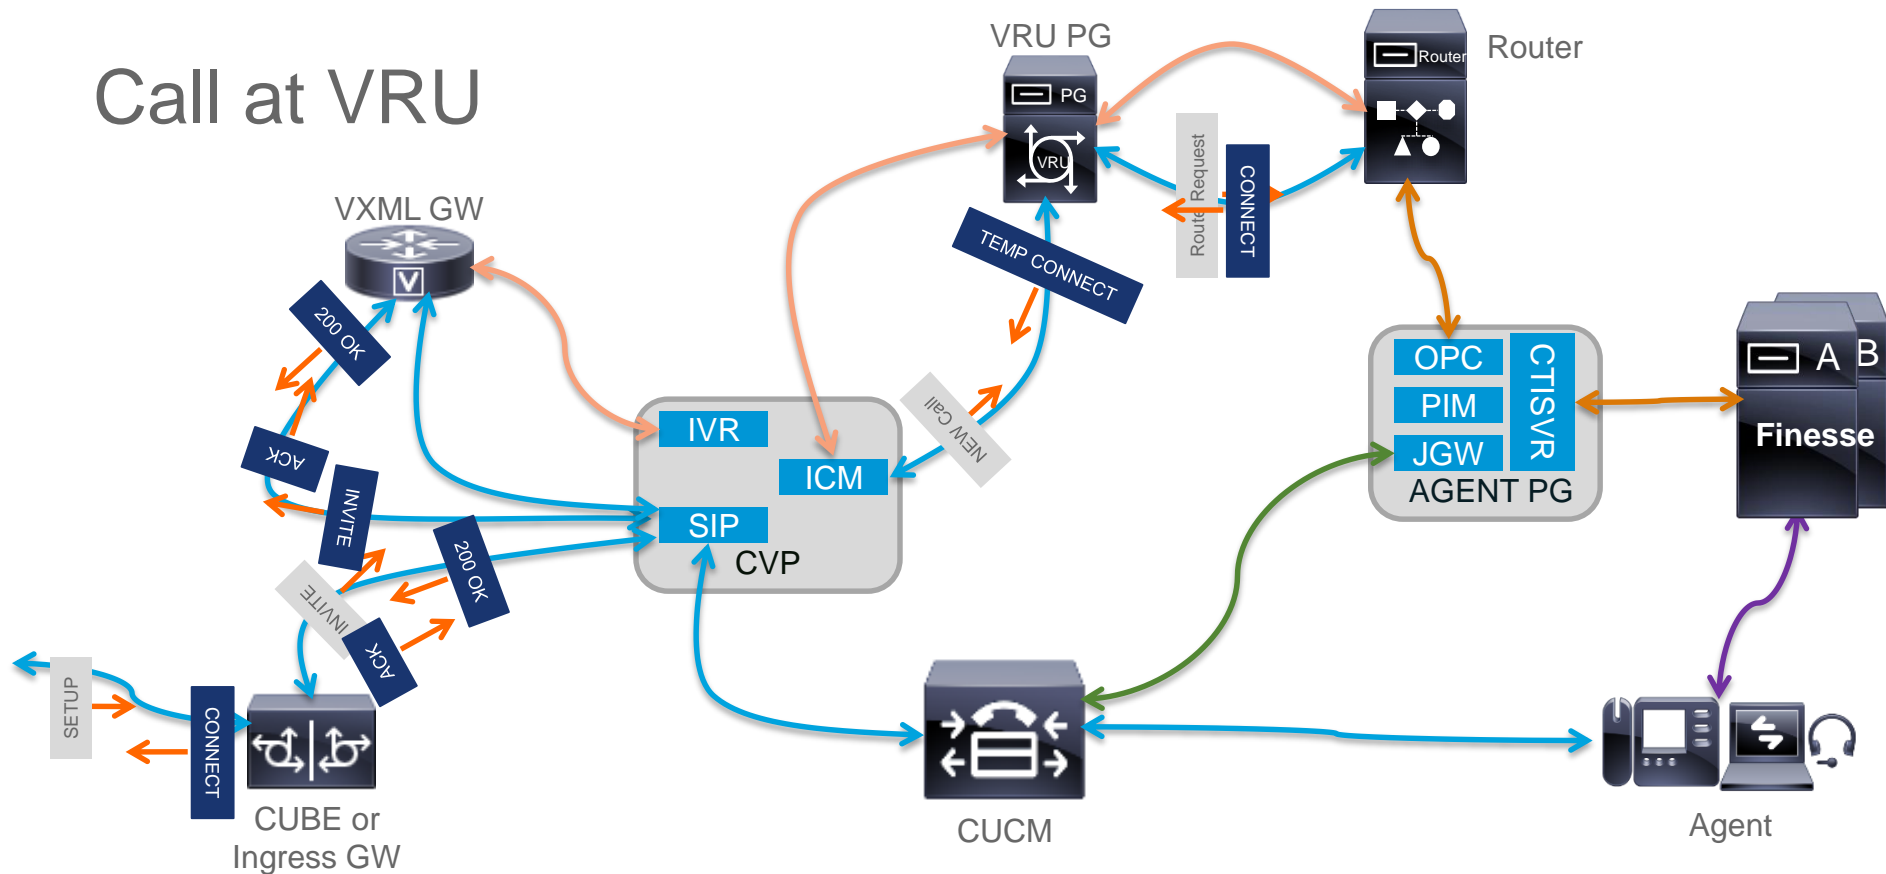 Call at VRU
VRU PG
PG
VRU
Router
Router
Route Request
CONNECT
VXML GW
V
TEMP CONNECT
200 OK
NEW Call
ACK
INVITE
IVR
ICM
SIP
CVP
200 OK
INVITE
ACK
SETUP
CONNECT
CUBE or
Ingress GW
CUCM
OPC
PIM
JGW
CTISVR
AGENT PG
A
B
Finesse
Agent